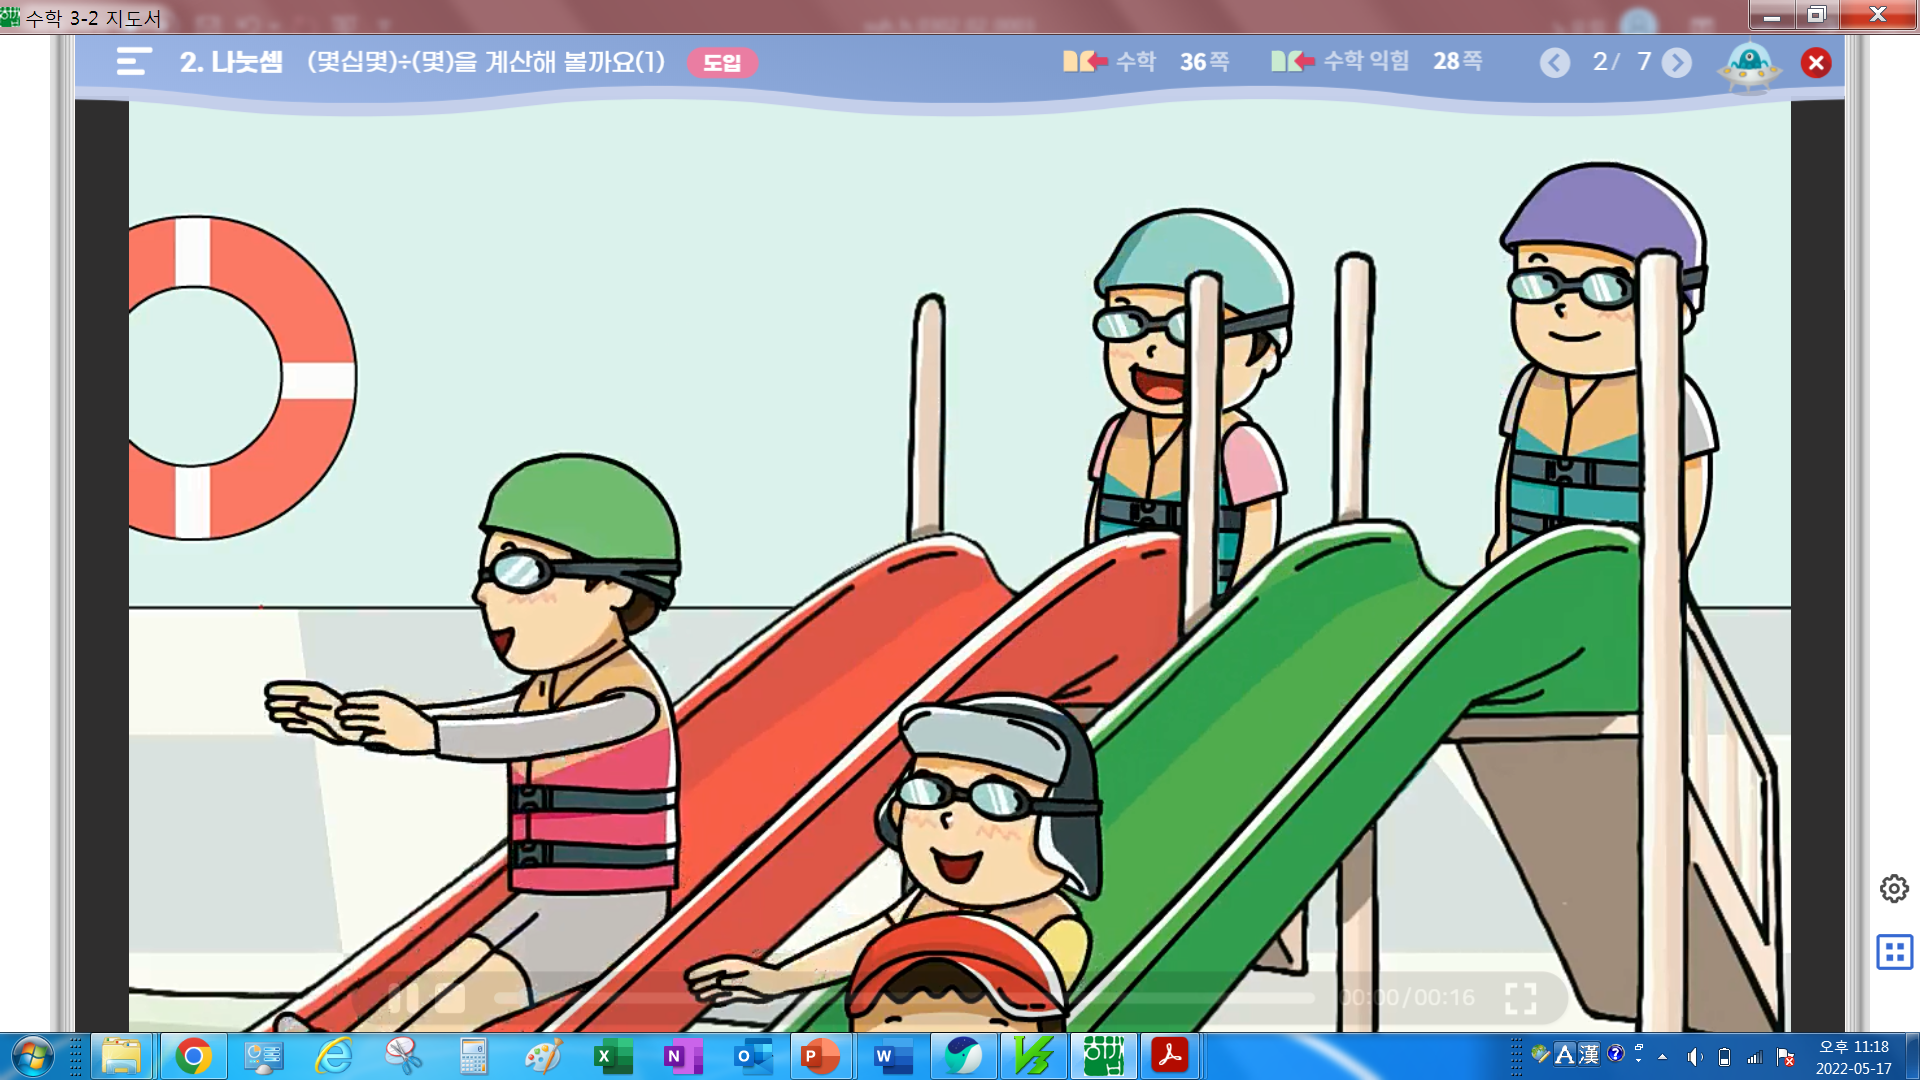 수학 3-2 지도서
2. 나눗셈 (몇십몇)÷(몇)을 계산해 볼까요(1) 도입 수학 36쪽 수학 익힘 28쪽 2/ 7
00:00/00:16
A 漢
오후 11:18
2022-05-17